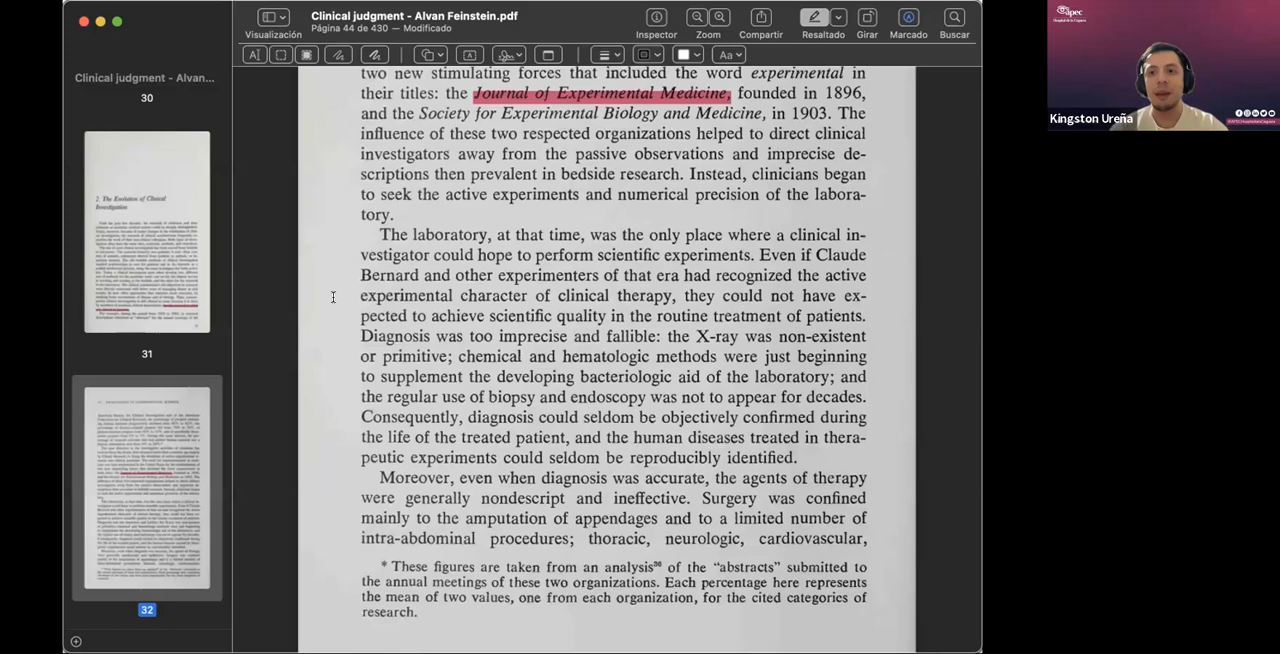 Clinical judgment - Alvan Feinstein.pdf
Página 44 de 430 — Modificado
Visualización
Inspector
Zoom
Compartir
Resaltado
Girar
Marcado
Buscar
Aa
Clinical judgment - Alvan...
30
2. The Evolution of Clinical
Investigation
31
32
two new stimulating forces that included the word experimental in
their titles: the Journal of Experimental Medicine, founded in 1896,
and the Society for Experimental Biology and Medicine, in 1903. The
influence of these two respected organizations helped to direct clinical
investigators away from the passive observations and imprecise de-
scriptions then prevalent in bedside research. Instead, clinicians began
to seek the active experiments and numerical precision of the labora-
tory.
The laboratory, at that time, was the only place where a clinical in-
vestigator could hope to perform scientific experiments. Even if Claude
Bernard and other experimenters of that era had recognized the active
experimental character of clinical therapy, they could not have ex-
pected to achieve scientific quality in the routine treatment of patients.
Diagnosis was too imprecise and fallible: the X-ray was non-existent
or primitive; chemical and hematologic methods were just beginning
to supplement the developing bacteriologic aid of the laboratory; and
the regular use of biopsy and endoscopy was not to appear for decades.
Consequently, diagnosis could seldom be objectively confirmed during
the life of the treated patient, and the human diseases treated in thera-
peutic experiments could seldom be reproducibly identified.
Moreover, even when diagnosis was accurate, the agents of therapy
were generally nondescript and ineffective. Surgery was confined
mainly to the amputation of appendages and to a limited number of
intra-abdominal procedures; thoracic, neurologic, cardiovascular,
* These figures are taken from an analysis of the “abstracts” submitted to
the annual meetings of these two organizations. Each percentage here represents
the mean of two values, one from each organization, for the cited categories of
research.
apec
Kingston Ureña